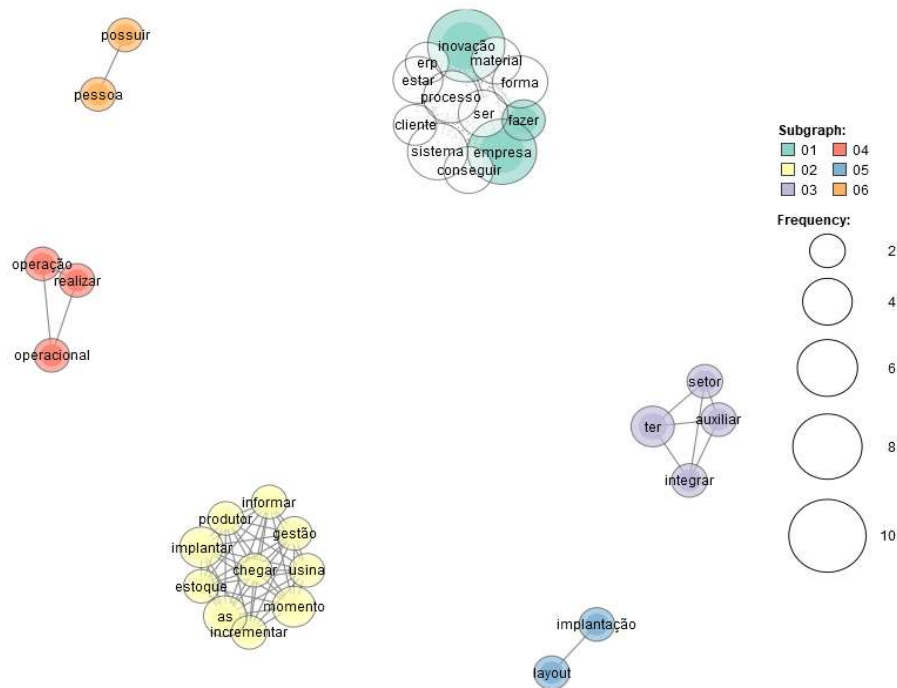 possuir
pessoa
inovação
erp
material
estar
forma
processo
ser
cliente
fazer
sistema
empresa
conseguir
Subgraph:
01 04
02 05
03 06
Frequency:
2
4
6
8
10
operação
realizar
operacional
setor
ter
auxiliar
integrar
informar
produtor
gestão
implantar
chegar
usina
estoque
momento
as
incrementar
implantação
layout